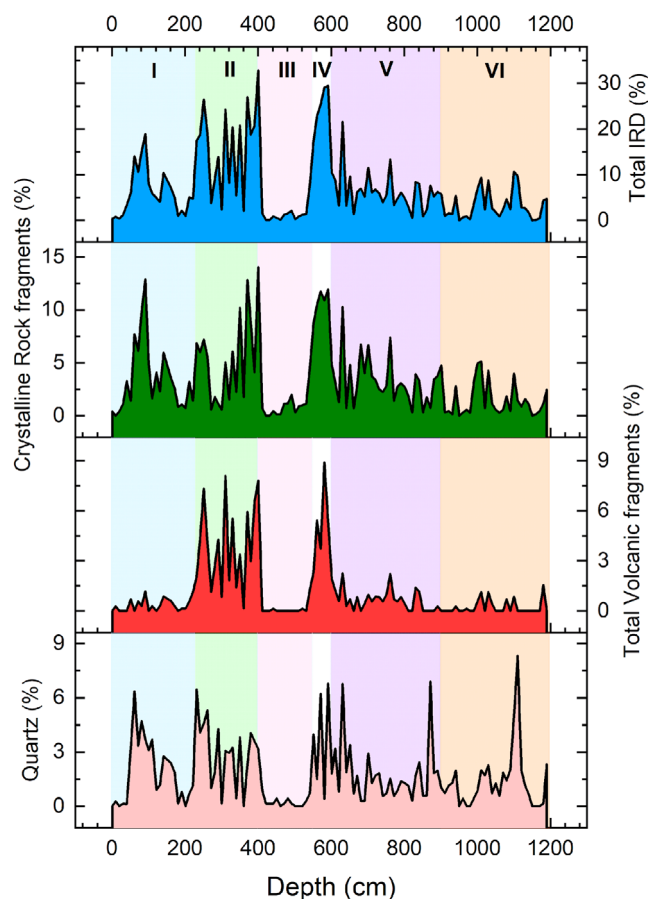 0 200 400 600 800 1000 1200
I II III IV V VI
30
20
10
0
Total IRD (%)
15
10
5
0
Crystalline Rock fragments (%)
9
6
3
0
Total Volcanic fragments (%)
9
6
3
0
Quartz (%)
0 200 400 600 800 1000 1200
Depth (cm)